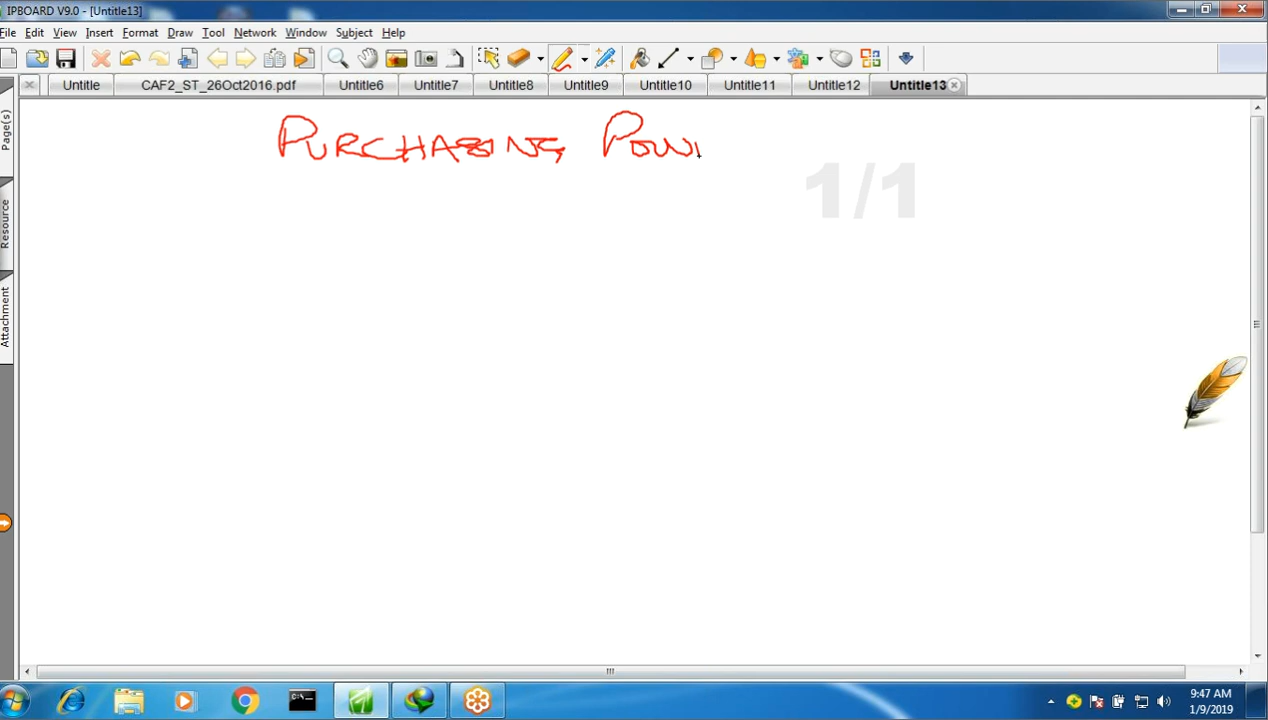 IPBOARD V9.0 - [Untitle13]
File Edit View Insert Format Draw Tool Network Window Subject Help
Untitle CAF2_ST_26Oct2016.pdf Untitle6 Untitle7 Untitle8 Untitle9 Untitle10 Untitle11 Untitle12 Untitle13
Page(s)
Resource
Attachment
PURCHASING POW
1/1
9:47 AM
1/9/2019